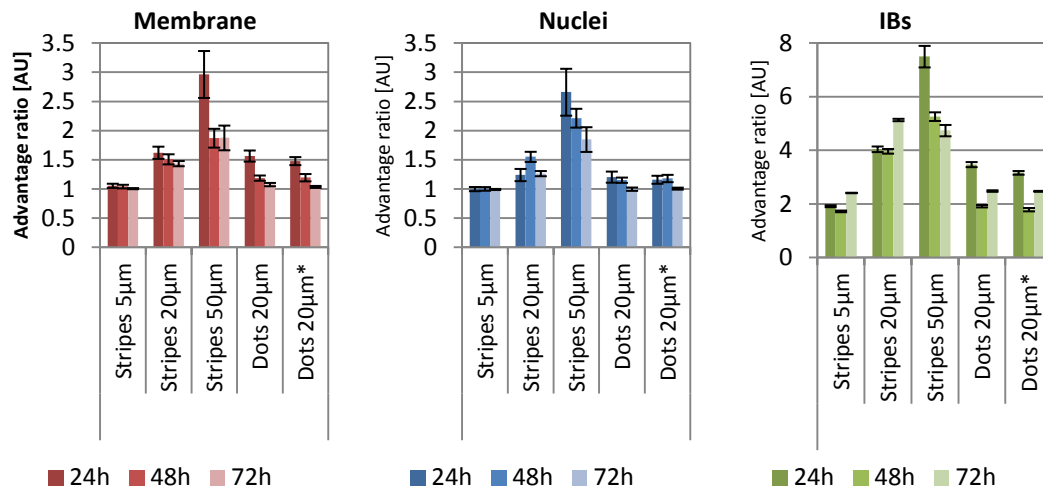 Membrane
Advantage ratio [AU]
3.5
3
2.5
2
1.5
1
0.5
0
Stripes 5µm
Stripes 20µm
Stripes 50µm
Dots 20µm
Dots 20µm*
24h 48h 72h
Nuclei
Advantage ratio [AU]
3.5
3
2.5
2
1.5
1
0.5
0
Stripes 5µm
Stripes 20µm
Stripes 50µm
Dots 20µm
Dots 20µm*
24h 48h 72h
IBs
Advantage ratio [AU]
8
6
4
2
0
Stripes 5µm
Stripes 20µm
Stripes 50µm
Dots 20µm
Dots 20µm*
24h 48h 72h